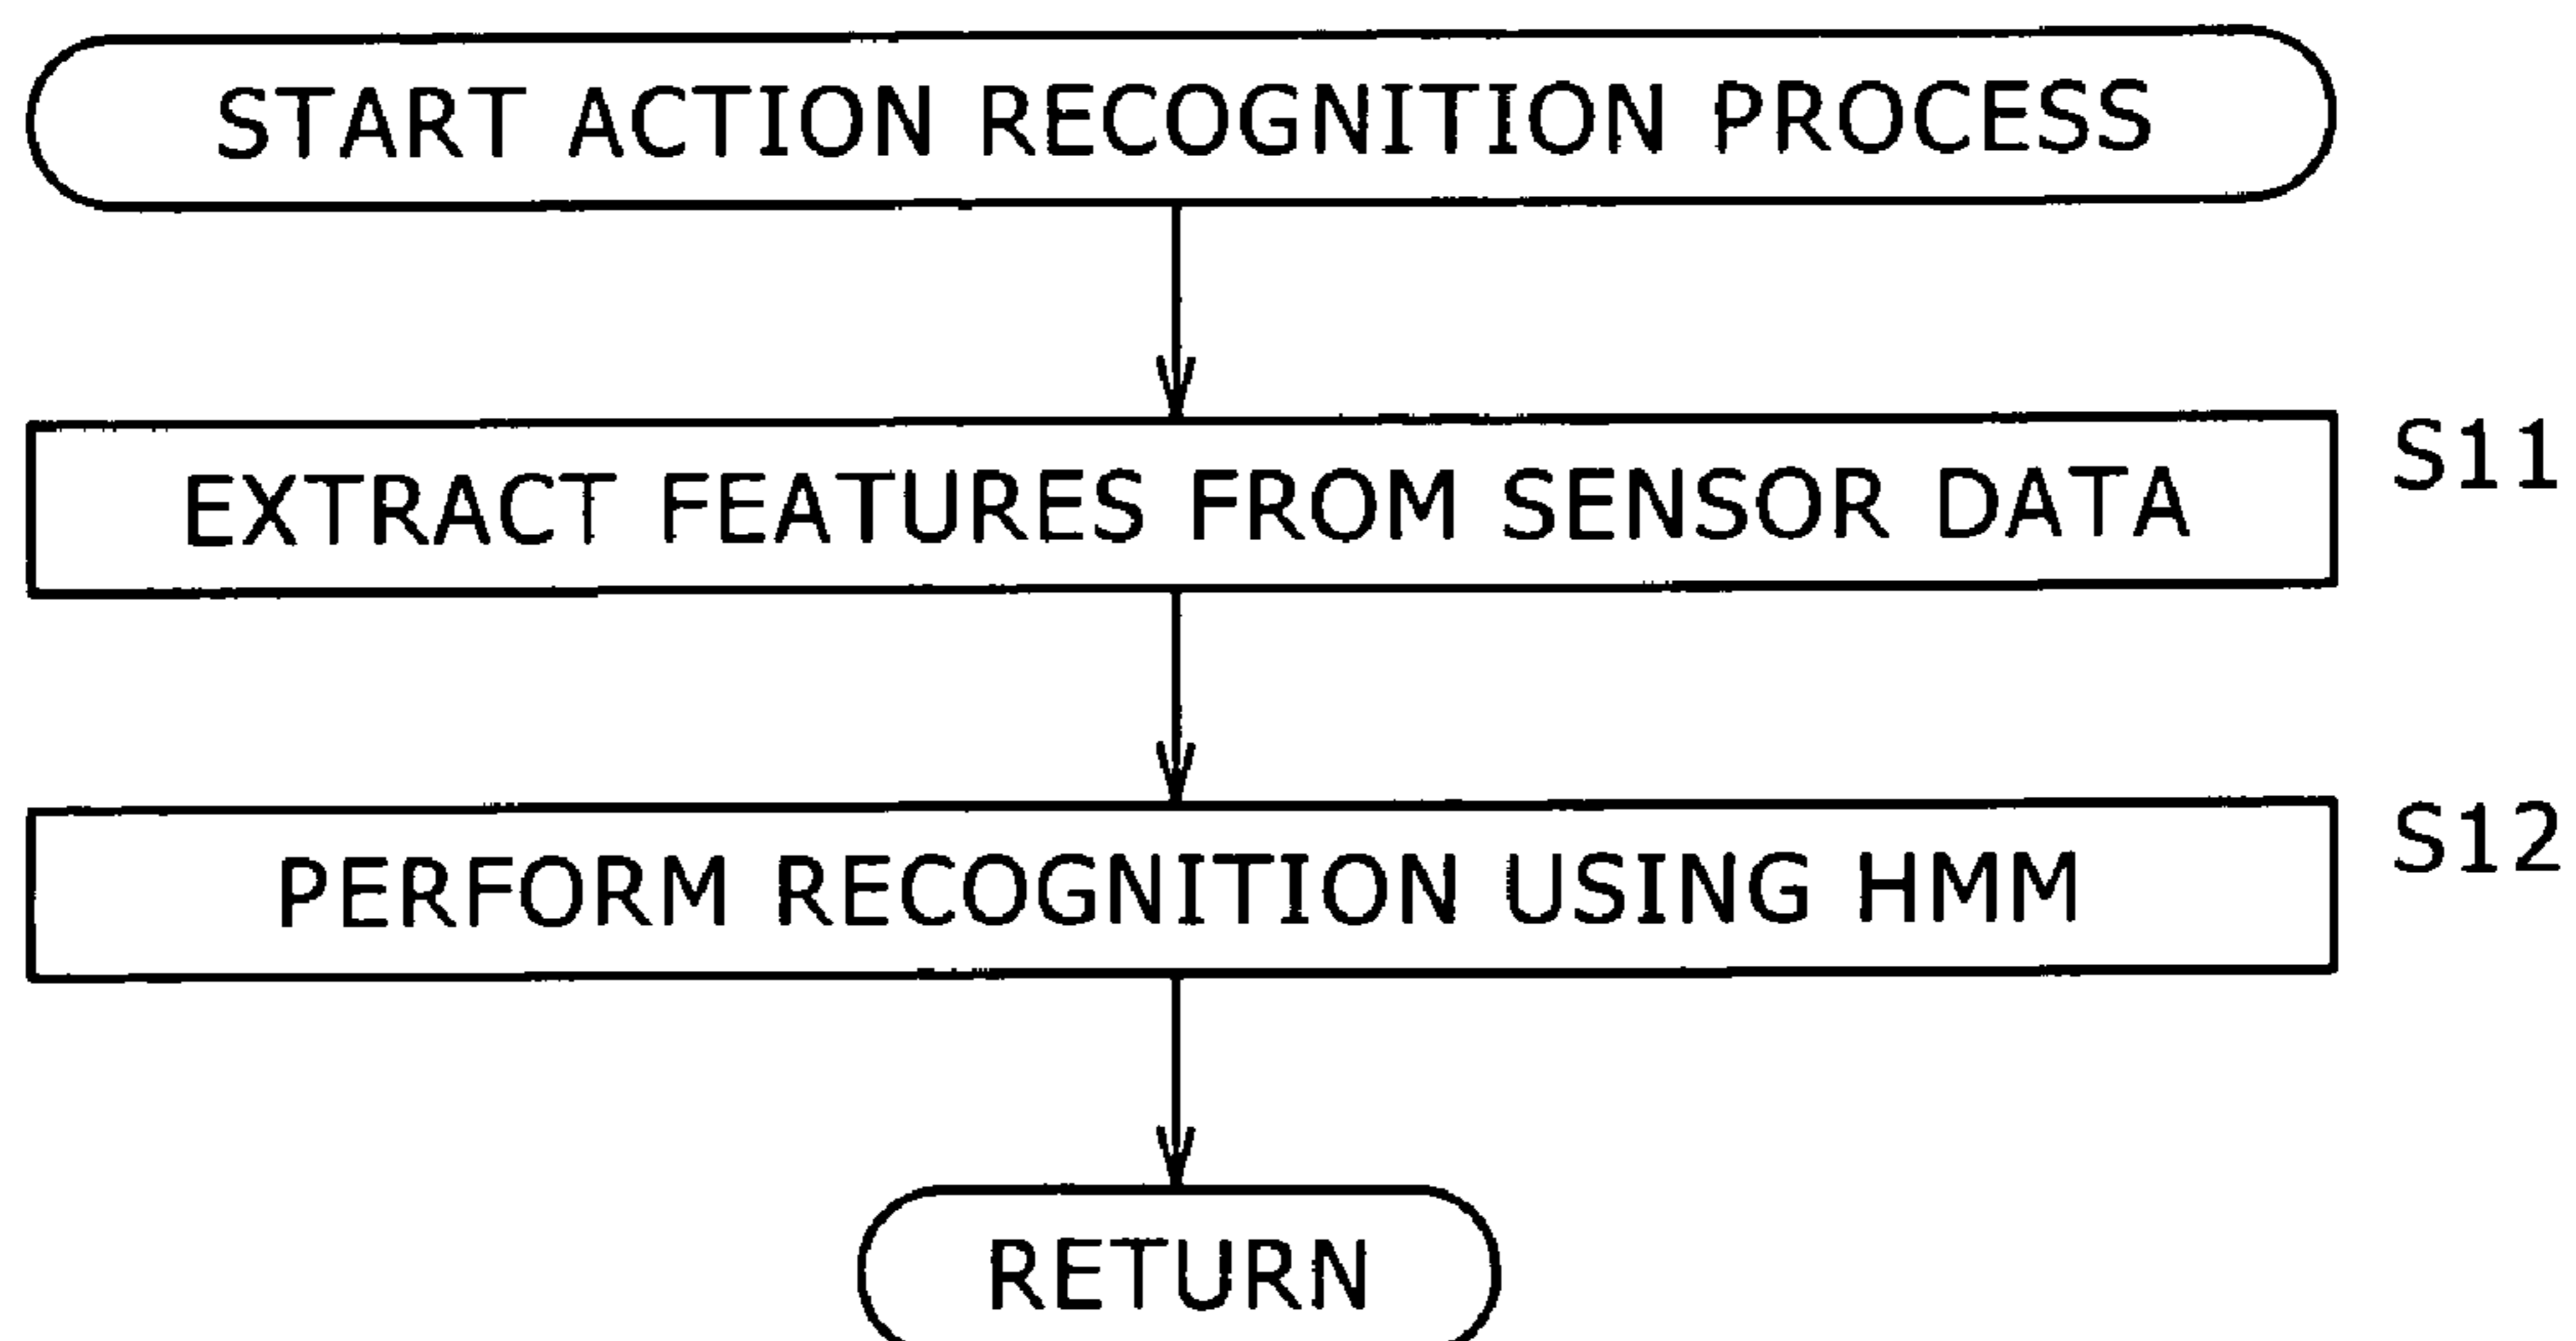 START ACTION RECOGNITION PROCESS
EXTRACT FEATURES FROM SENSOR DATA
S11
PERFORM RECOGNITION USING HMM
S12
RETURN